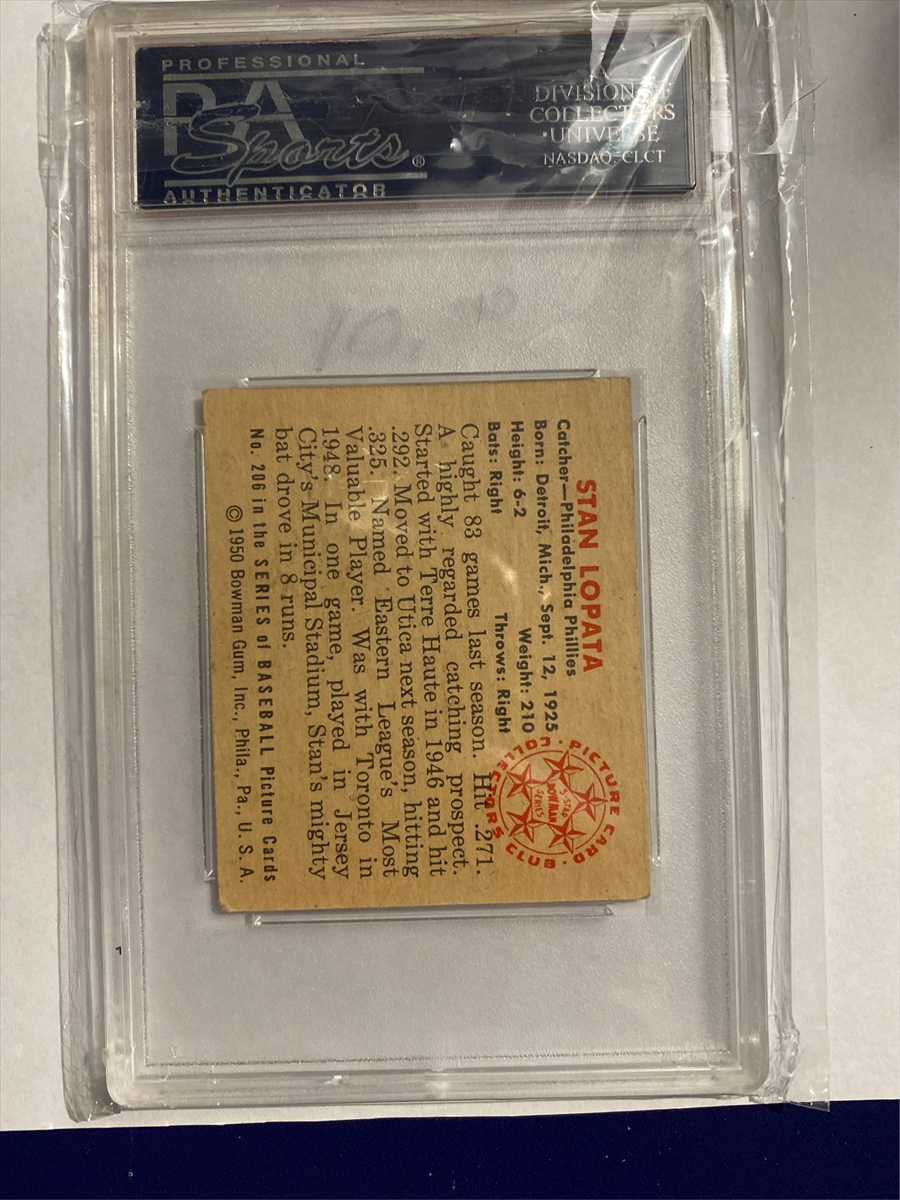 PROFESSIONAL
PSA
Sports®
AUTHENTICATOR
DIVISION OF
COLLECTORS
UNIVERSE
NASDAQ: CLCT
10.
STAN LOPATA
Catcher—Philadelphia Phillies
Born: Detroit, Mich., Sept. 12, 1925
Height: 6-2 Weight: 210
Bats: Right Throws: Right
Caught 83 games last season. Hit .271.
A highly regarded catching prospect.
Started with Terre Haute in 1946 and hit
.292. Moved to Utica next season, hitting
.325. Named Eastern League's Most
Valuable Player. Was with Toronto in
1948. In one game, played in Jersey
City's Municipal Stadium, Stan's mighty
bat drove in 8 runs.
No. 206 in the SERIES of BASEBALL Picture Cards
© 1950 Bowman Gum, Inc., Phila., Pa., U. S. A.
PICTURE CARD COLLECTORS CLUB
5-STAR
BOWMAN
SERIES